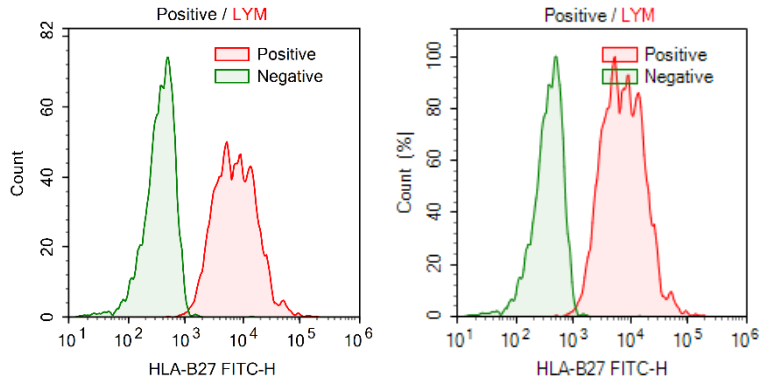 Positive / LYM
82
60
40
20
0
Count
Positive
Negative
10^1 10^2 10^3 10^4 10^5 10^6
HLA-B27 FITC-H
Positive / LYM
100
80
60
40
20
0
Count (%)
Positive
Negative
10^1 10^2 10^3 10^4 10^5 10^6
HLA-B27 FITC-H